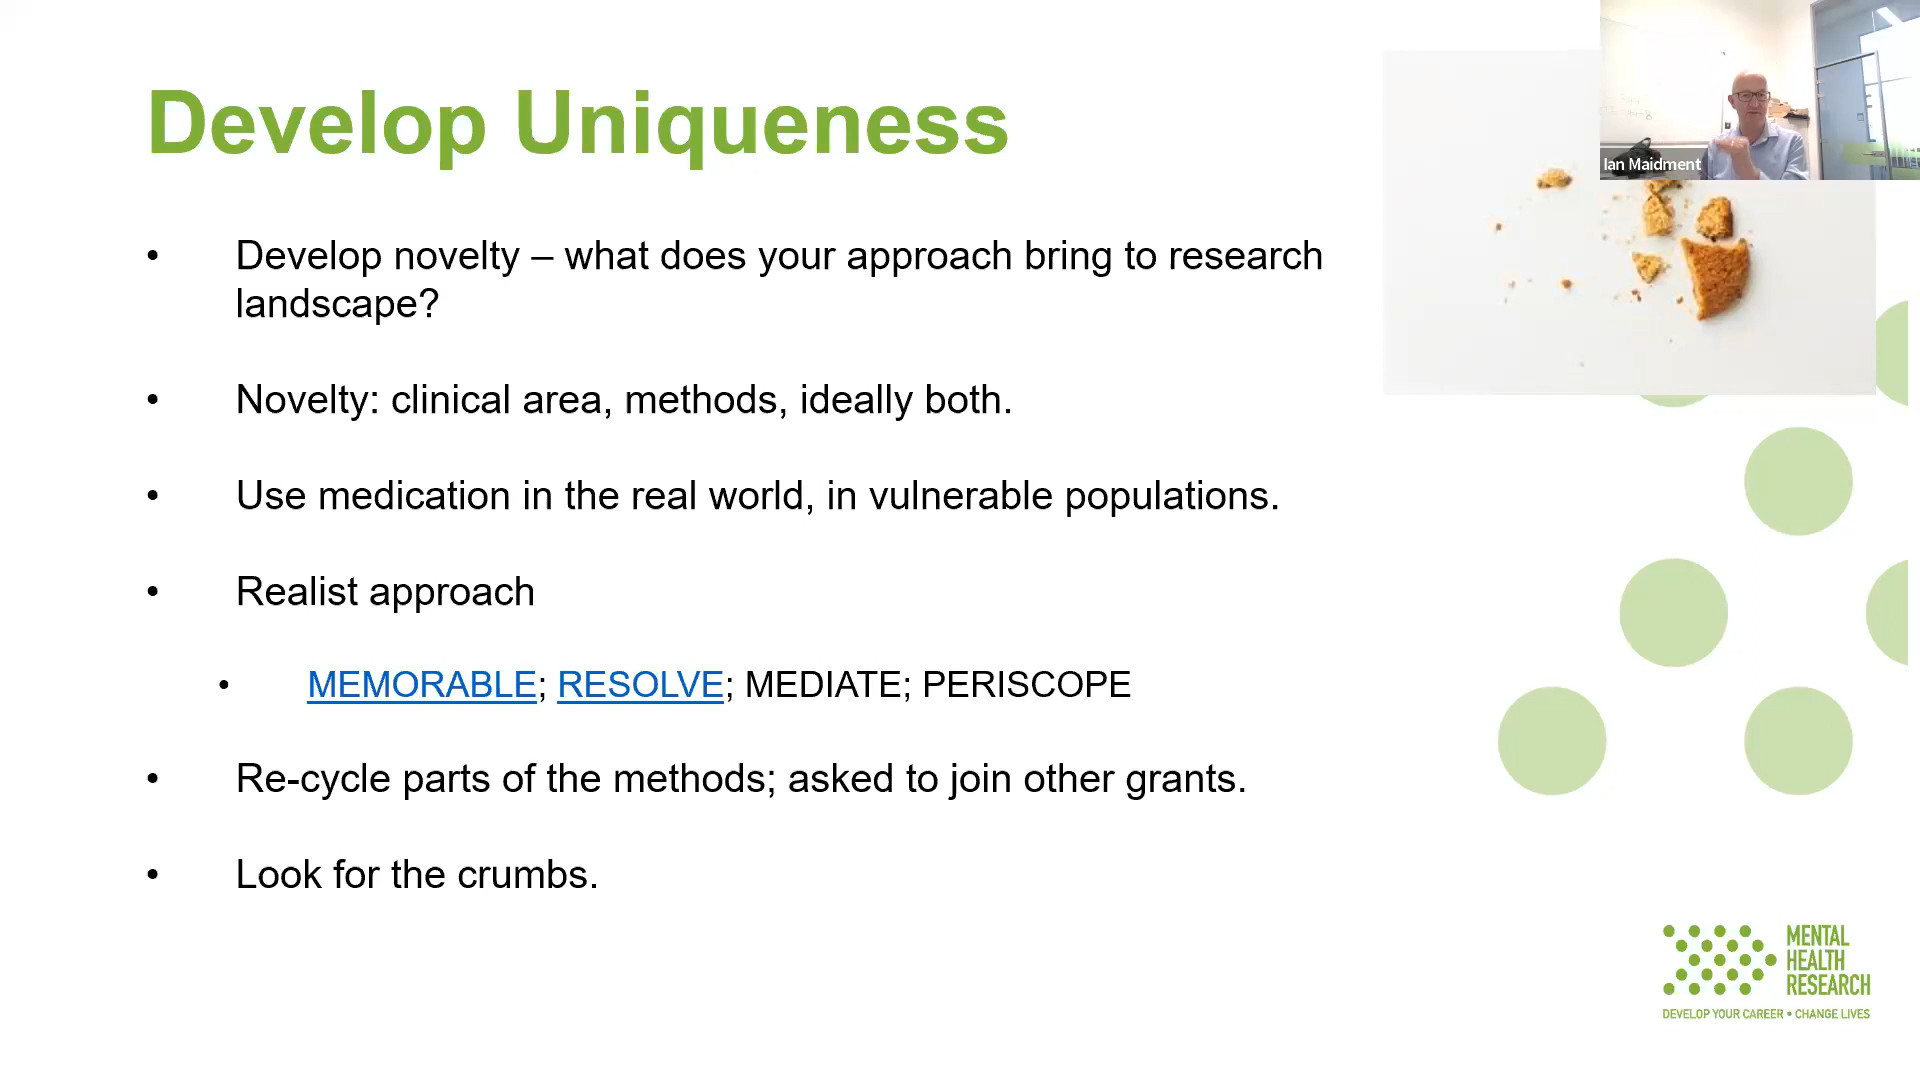 Develop Uniqueness
Ian Maidment
• Develop novelty – what does your approach bring to research
landscape?
• Novelty: clinical area, methods, ideally both.
• Use medication in the real world, in vulnerable populations.
• Realist approach
• MEMORABLE; RESOLVE; MEDIATE; PERISCOPE
• Re-cycle parts of the methods; asked to join other grants.
• Look for the crumbs.
MENTAL
HEALTH
RESEARCH
DEVELOP YOUR CAREER • CHANGE LIVES